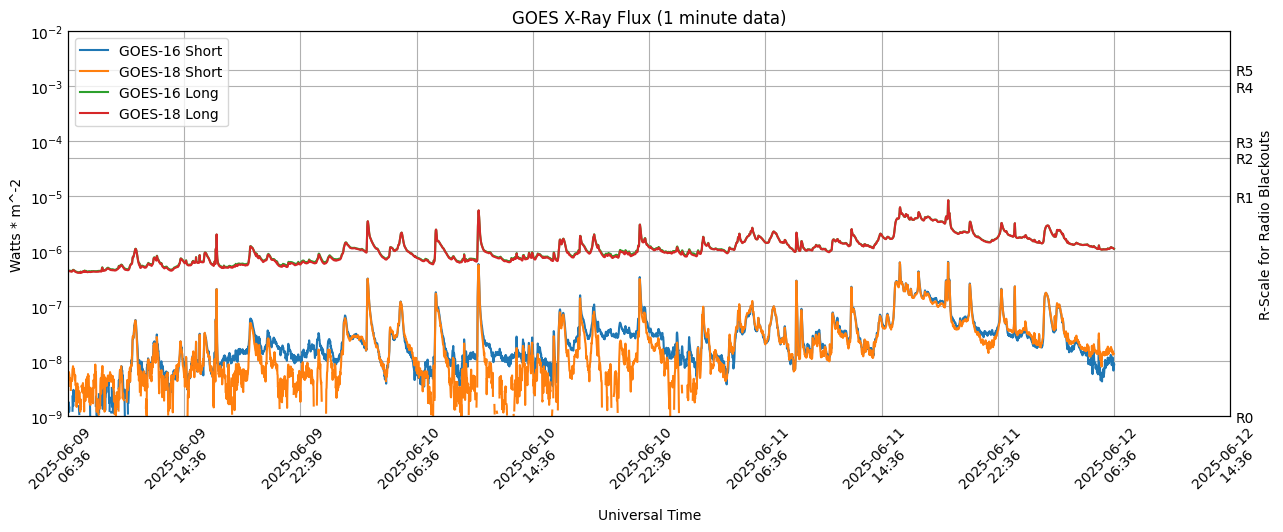 GOES X-Ray Flux (1 minute data)
GOES-16 Short
GOES-18 Short
GOES-16 Long
GOES-18 Long
Watts * m^-2
10^-2
10^-3
10^-4
10^-5
10^-6
10^-7
10^-8
10^-9
R5
R4
R3
R2
R1
R0
R-Scale for Radio Blackouts
2025-06-09
06:36
2025-06-09
14:36
2025-06-09
22:36
2025-06-10
06:36
2025-06-10
14:36
2025-06-10
22:36
2025-06-11
06:36
2025-06-11
14:36
2025-06-11
22:36
2025-06-12
06:36
2025-06-12
14:36
Universal Time